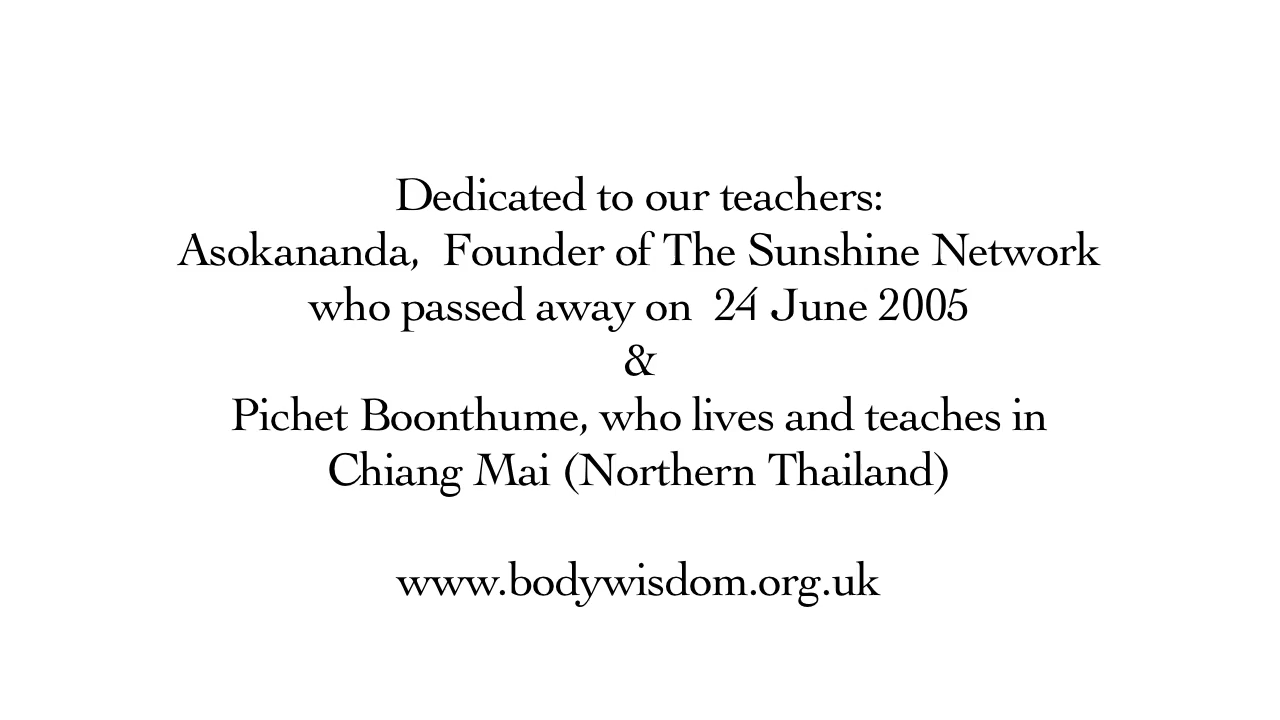 Dedicated to our teachers:
Asokananda,  Founder of The Sunshine Network
who passed away on  24 June 2005
&
Pichet Boonthume, who lives and teaches in
Chiang Mai (Northern Thailand)
www.bodywisdom.org.uk